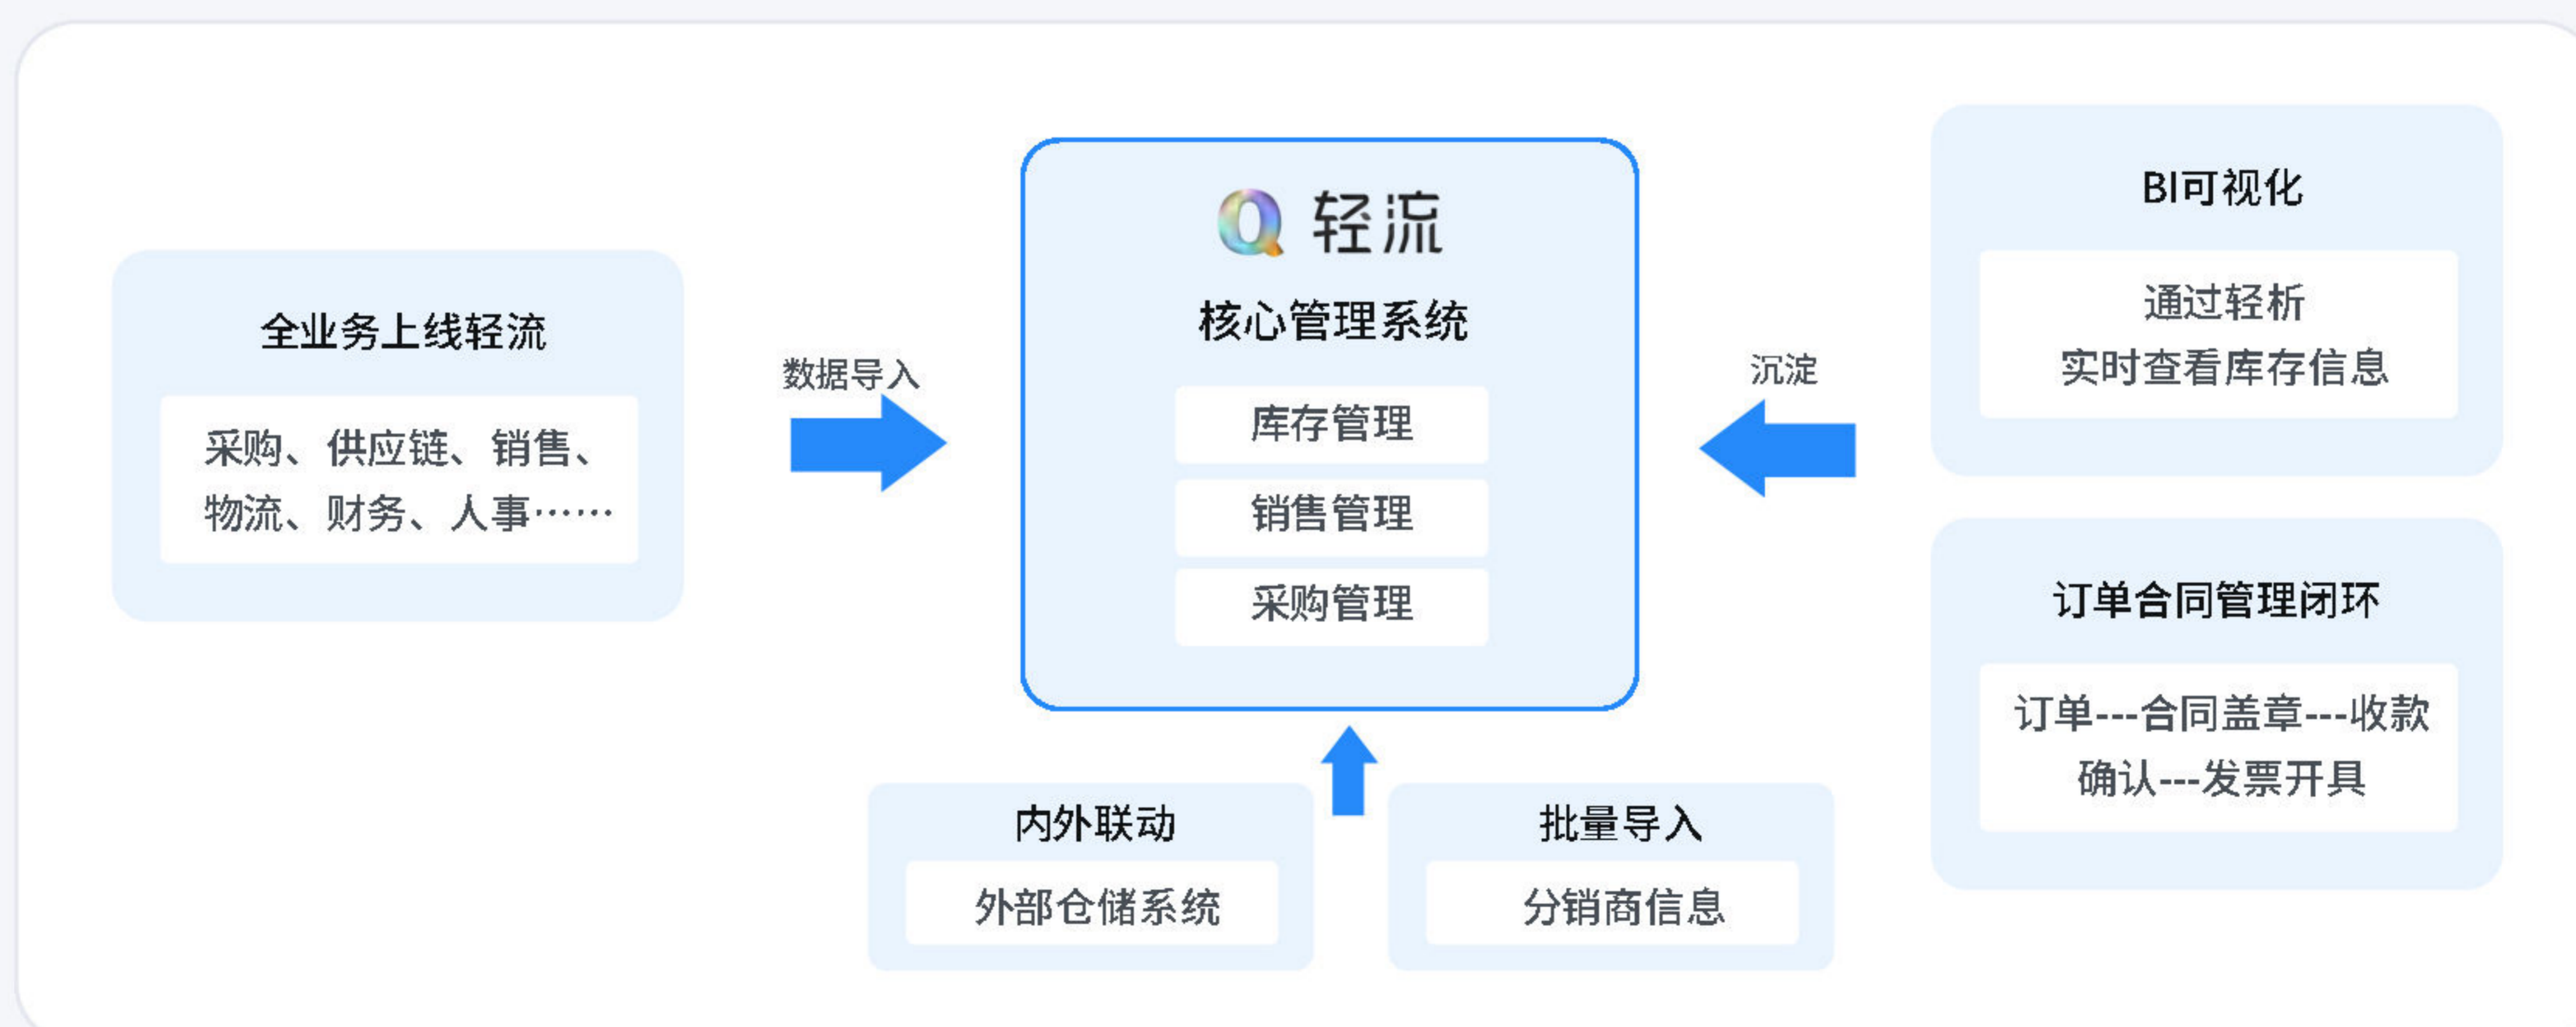 全业务上线轻流
采购、供应链、销售、
物流、财务、人事……
数据导入
Q 轻流
核心管理系统
库存管理
销售管理
采购管理
沉淀
BI可视化
通过轻析
实时查看库存信息
订单合同管理闭环
订单---合同盖章---收款
确认---发票开具
内外联动
外部仓储系统
批量导入
分销商信息